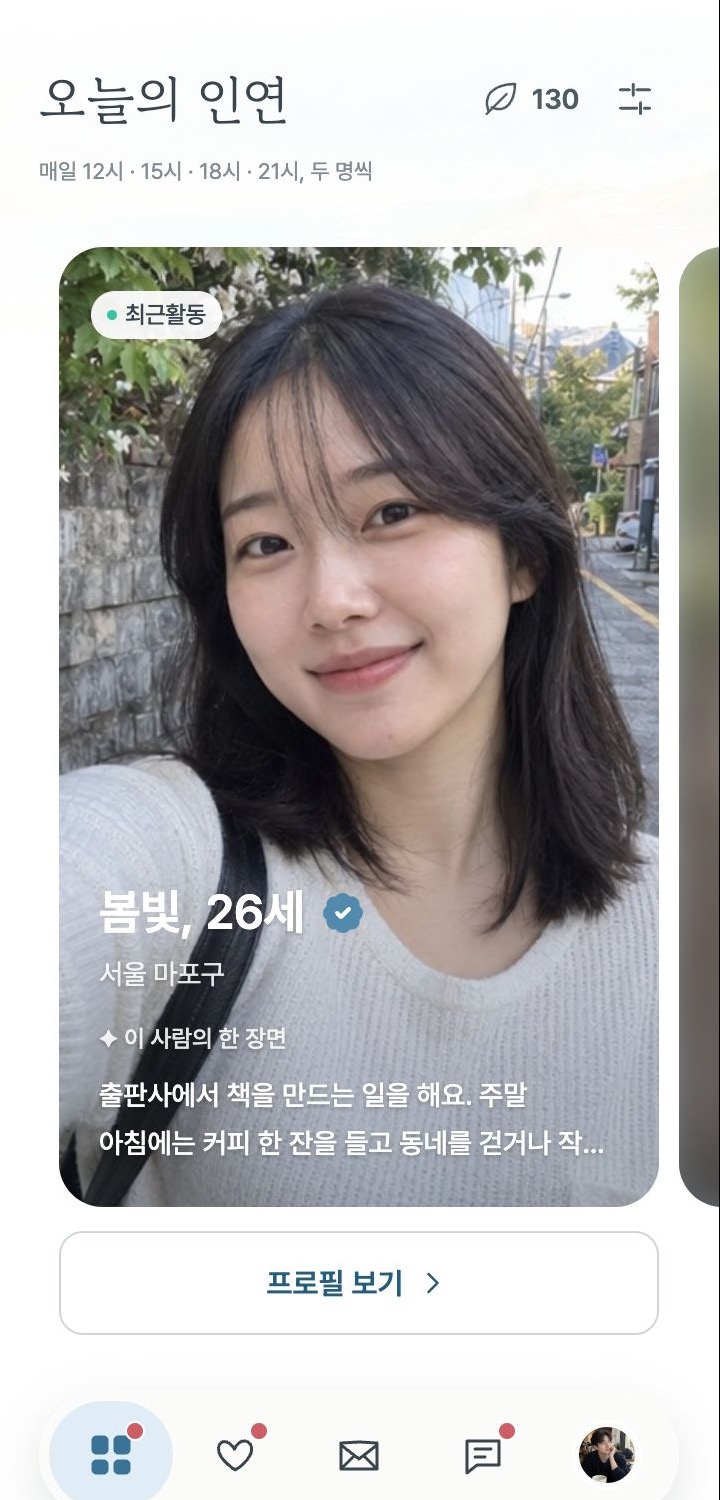 오늘의 인연
130
매일 12시 · 15시 · 18시 · 21시, 두 명씩
최근활동
봄빛, 26세
서울 마포구
이 사람의 한 장면
출판사에서 책을 만드는 일을 해요. 주말
아침에는 커피 한 잔을 들고 동네를 걷거나 작...
프로필 보기